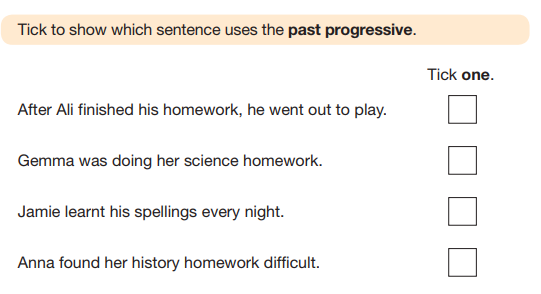 Tick to show which sentence uses the past progressive.
Tick one.
After Ali finished his homework, he went out to play.
Gemma was doing her science homework.
Jamie learnt his spellings every night.
Anna found her history homework difficult.